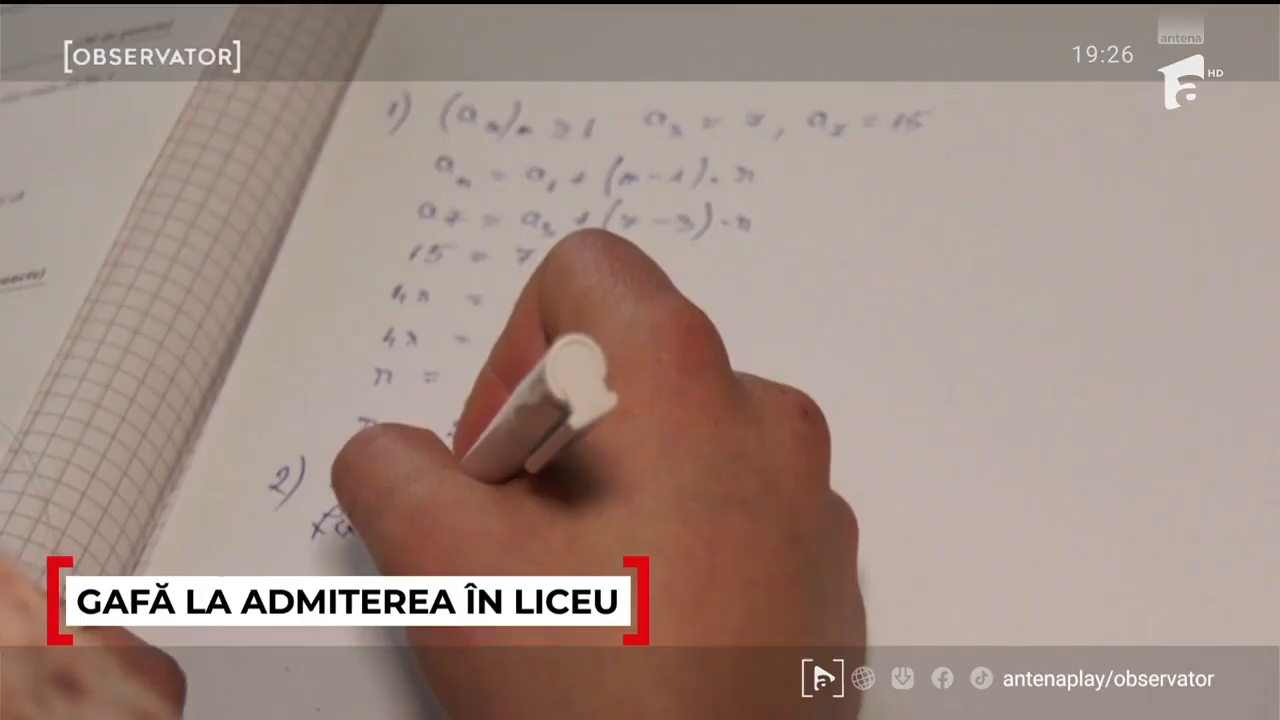 [OBSERVATOR]
19:26
antena
HD
1) (aₙ)ₙ≥1 a₃ = 7, a₇ = 15
aₙ = a₁ + (n-1)·r
a₇ = a₃ + (7-3)·r
15 = 7
4r =
4r =
r =
2)
GAFĂ LA ADMITEREA ÎN LICEU
antenaplay/observator